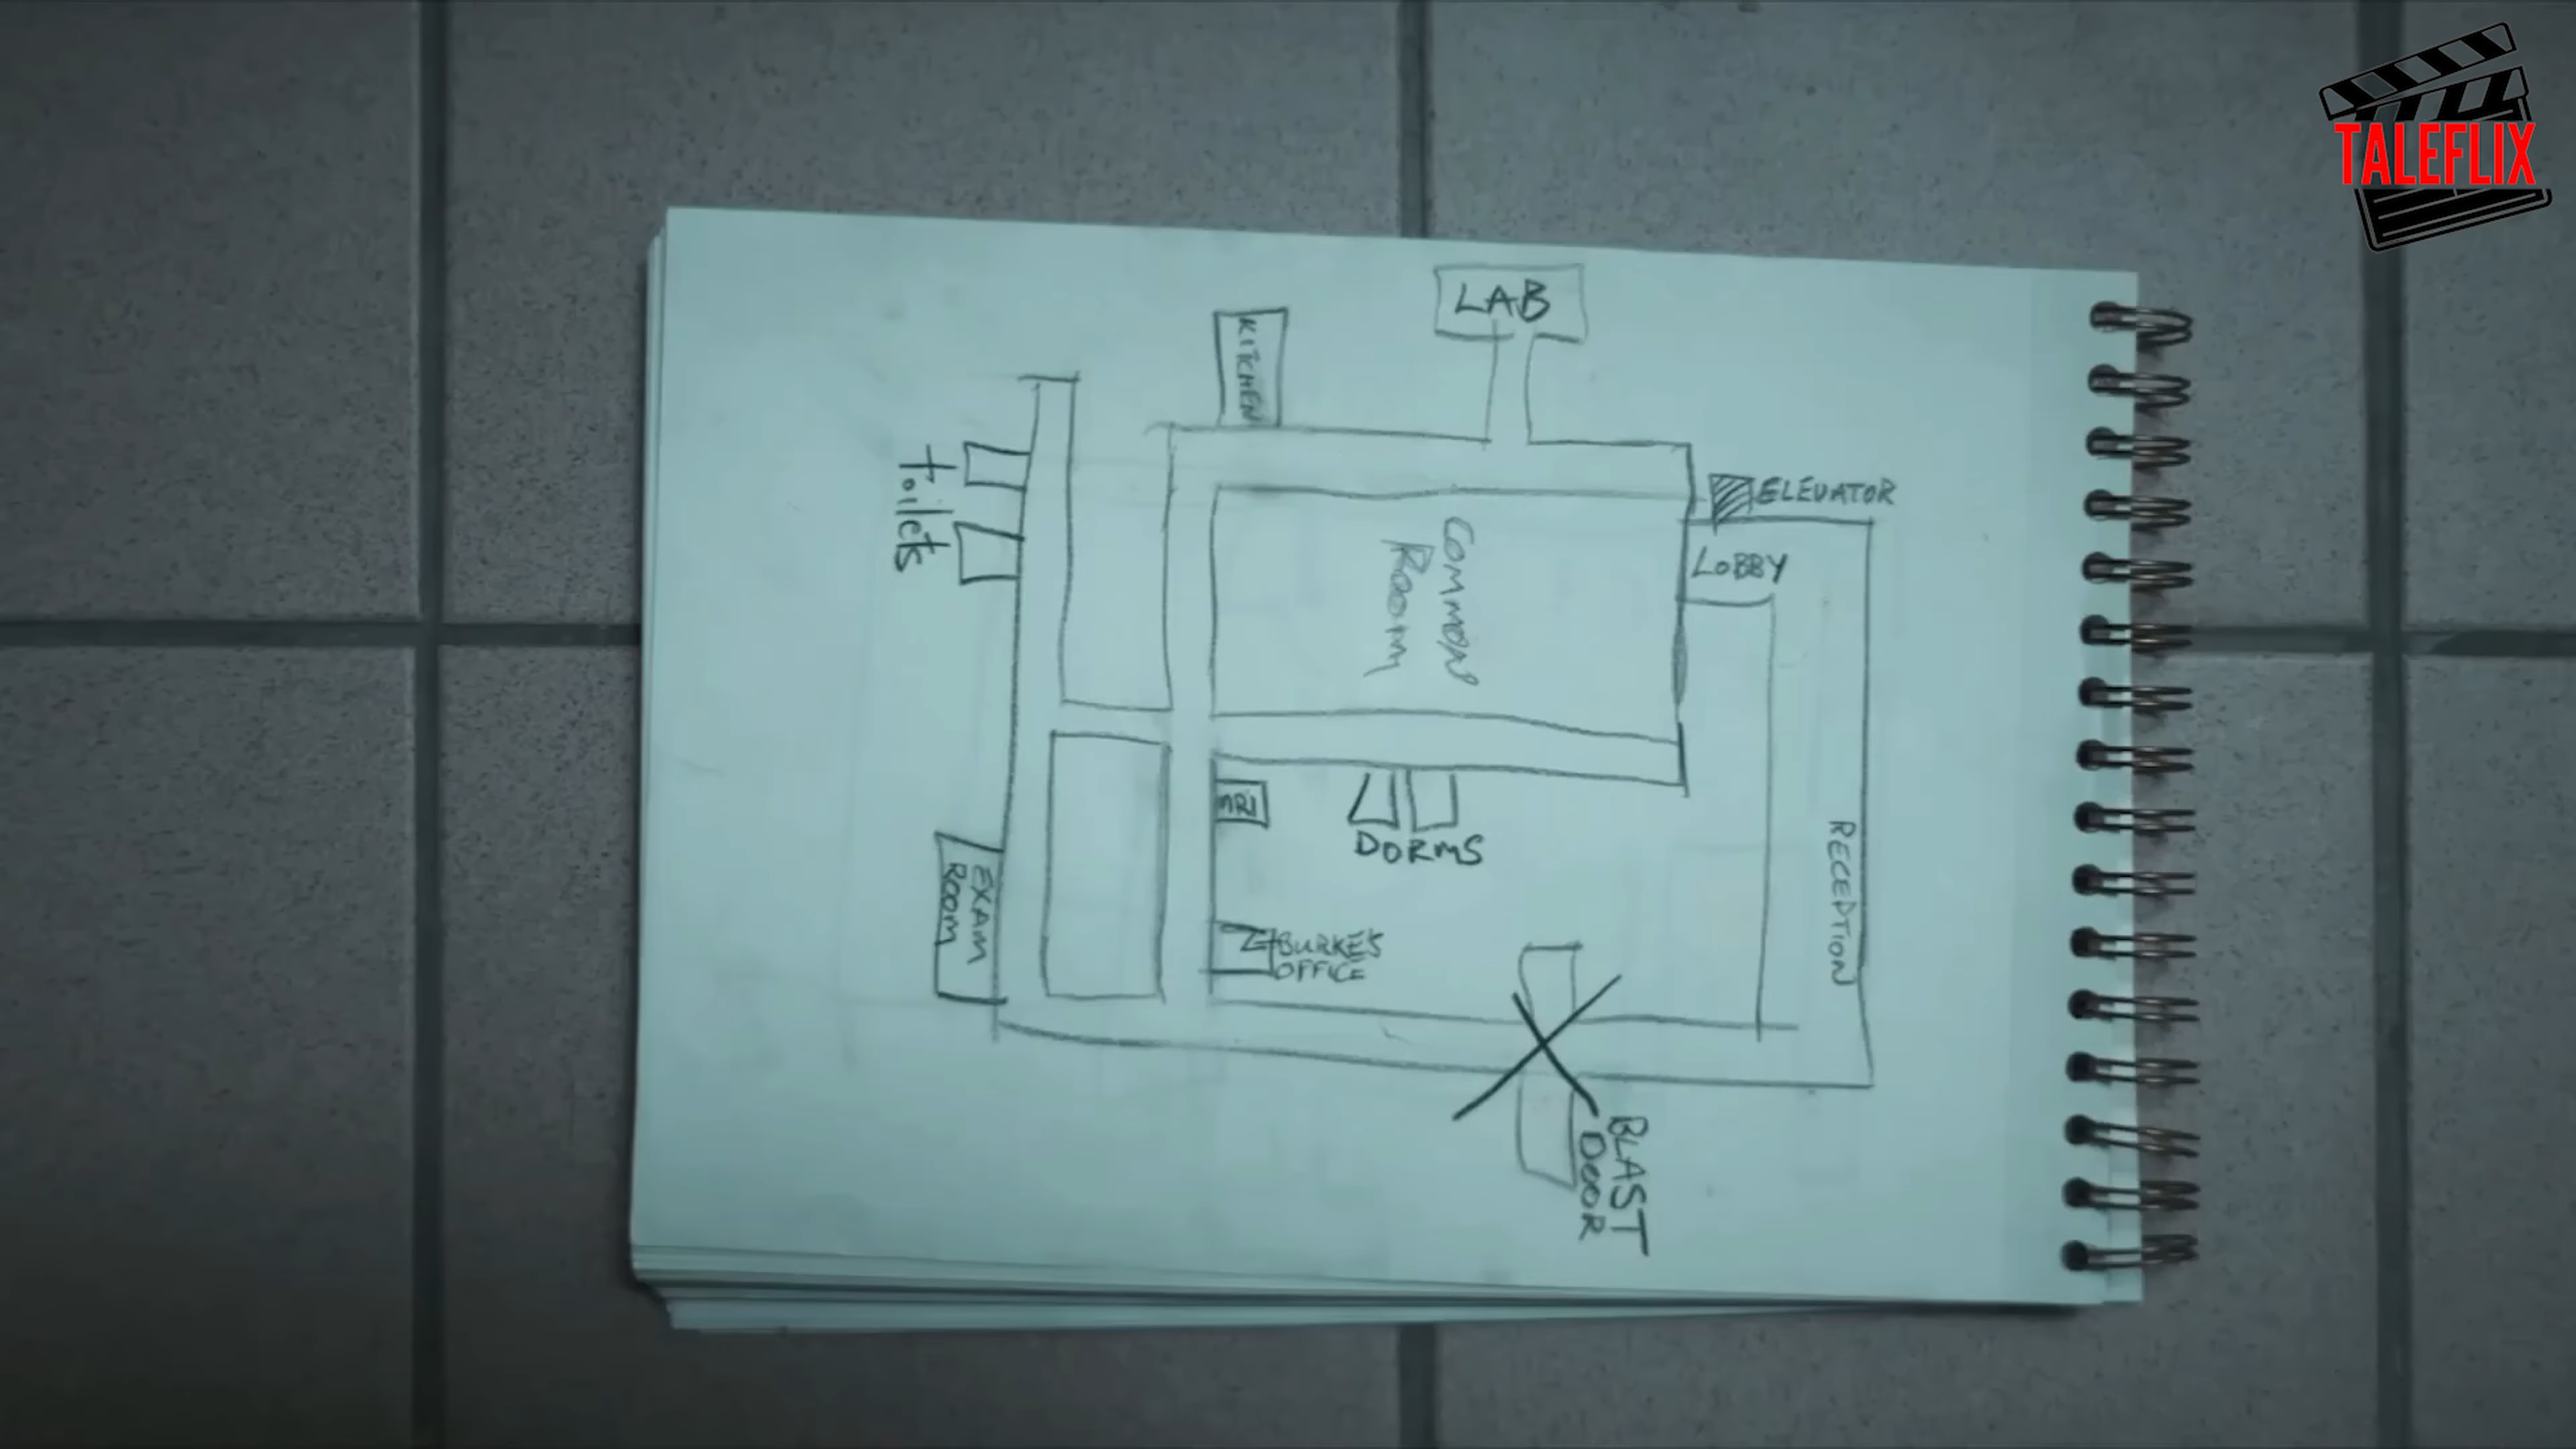 TALEFLIX
LAB
KITCHEN
ELEVATOR
LOBBY
Toilets
COMMON
ROOM
RECEPTION
MRI
DORMS
EXAM
ROOM
BURKE'S
OFFICE
BLAST
DOOR